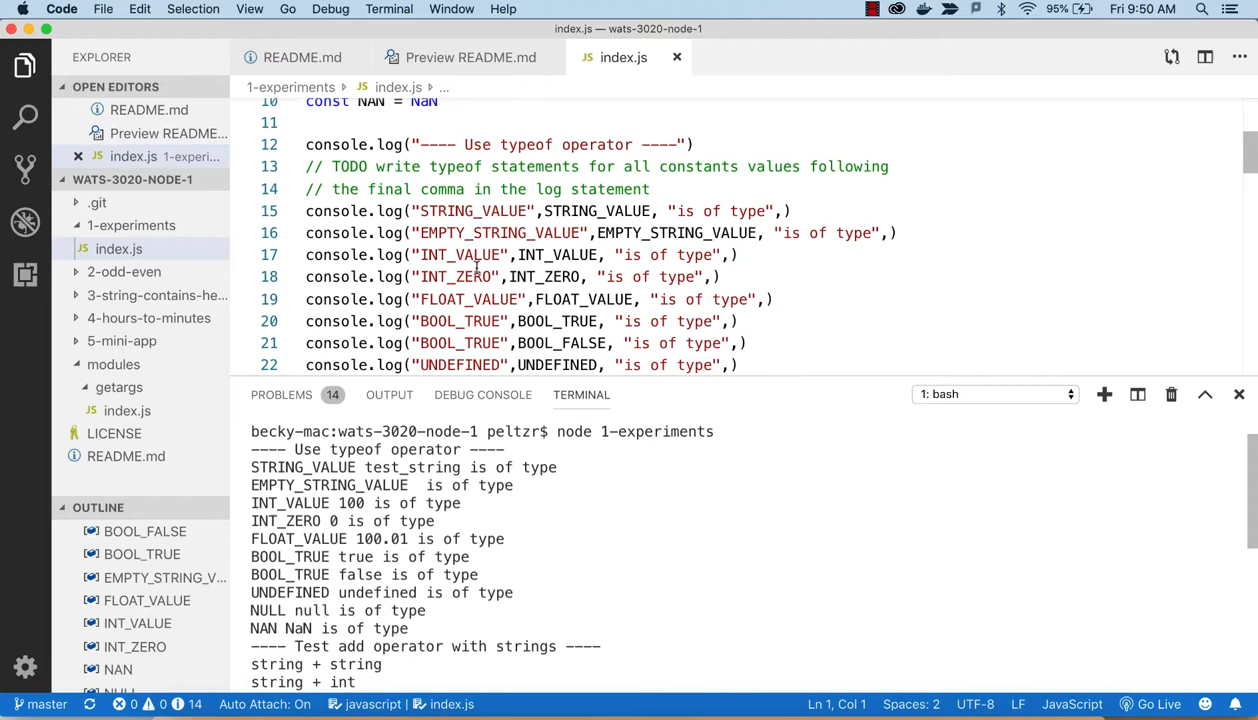 Code File Edit Selection View Go Debug Terminal Window Help 95% Fri 9:50 AM
index.js — wats-3020-node-1
EXPLORER
README.md Preview README.md JS index.js
OPEN EDITORS
README.md
Preview README...
JS index.js 1-experi...
WATS-3020-NODE-1
.git
1-experiments
JS index.js
2-odd-even
3-string-contains-he...
4-hours-to-minutes
5-mini-app
modules
getargs
JS index.js
LICENSE
README.md
OUTLINE
BOOL_FALSE
BOOL_TRUE
EMPTY_STRING_V...
FLOAT_VALUE
INT_VALUE
INT_ZERO
NAN
NULL
1-experiments JS index.js ...
10 const NAN = NaN
11
12 console.log("---- Use typeof operator ----")
13 // TODO write typeof statements for all constants values following
14 // the final comma in the log statement
15 console.log("STRING_VALUE",STRING_VALUE, "is of type",)
16 console.log("EMPTY_STRING_VALUE",EMPTY_STRING_VALUE, "is of type",)
17 console.log("INT_VALUE",INT_VALUE, "is of type",)
18 console.log("INT_ZERO",INT_ZERO, "is of type",)
19 console.log("FLOAT_VALUE",FLOAT_VALUE, "is of type",)
20 console.log("BOOL_TRUE",BOOL_TRUE, "is of type",)
21 console.log("BOOL_TRUE",BOOL_FALSE, "is of type",)
22 console.log("UNDEFINED",UNDEFINED, "is of type",)
PROBLEMS 14 OUTPUT DEBUG CONSOLE TERMINAL 1: bash
becky-mac:wats-3020-node-1 peltzr$ node 1-experiments
---- Use typeof operator ----
STRING_VALUE test_string is of type
EMPTY_STRING_VALUE  is of type
INT_VALUE 100 is of type
INT_ZERO 0 is of type
FLOAT_VALUE 100.01 is of type
BOOL_TRUE true is of type
BOOL_TRUE false is of type
UNDEFINED undefined is of type
NULL null is of type
NAN NaN is of type
---- Test add operator with strings ----
string + string
string + int
master 0 0 14 Auto Attach: On javascript index.js Ln 1, Col 1 Spaces: 2 UTF-8 LF JavaScript Go Live